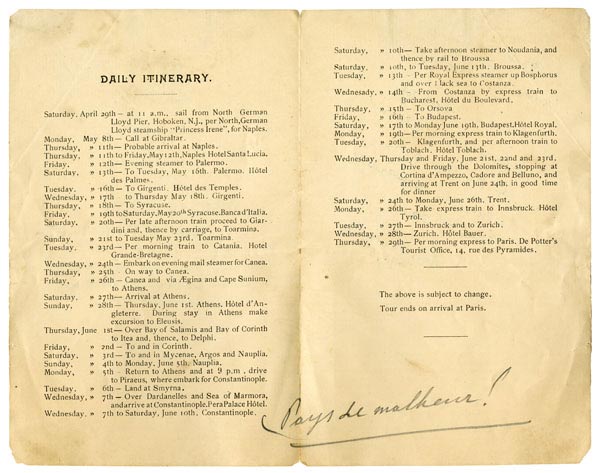 DAILY ITINERARY.
Saturday, April 29th— at 11 a.m., sail from North German
Lloyd Pier, Hoboken, N.J., per North German
Lloyd steamship "Princess Irene", for Naples.
Monday, May 8th— Call at Gibraltar.
Thursday, » 11th— Probable arrival at Naples.
Thursday, » 11th to Friday, May 12th, Naples Hotel Santa Lucia.
Friday, » 12th— Evening steamer to Palermo.
Saturday, » 13th— To Tuesday, May 16th. Palermo. Hôtel
des Palmes.
Tuesday, » 16th— To Girgenti. Hôtel des Temples.
Wednesday, » 17th— to Thursday May 18th. Girgenti.
Thursday, » 18th— To Syracuse.
Friday, » 19th to Saturday, May 20th Syracuse. Banca d'Italia.
Saturday, » 20th— Per late afternoon train proceed to Giar-
dini and, thence by carriage, to Toarmina.
Sunday, » 21st to Tuesday May 23rd. Toarmina.
Tuesday, » 23rd— Per morning train to Catania. Hotel
Grande-Bretagne.
Wednesday, » 24th— Embark on evening mail steamer for Canea.
Thursday, » 25th— On way to Canea.
Friday, » 26th— Canea and via Ægina and Cape Sunium,
to Athens.
Saturday, » 27th— Arrival at Athens.
Sunday, » 28th— Thursday, June 1st. Athens. Hôtel d'An-
gleterre. During stay in Athens make
excursion to Eleusis.
Thursday, June 1st— Over Bay of Salamis and Bay of Corinth
to Itea and, thence, to Delphi.
Friday, » 2nd— To and in Corinth.
Saturday, » 3rd— To and in Mycenae, Argos and Nauplia.
Sunday, » 4th to Monday, June 5th. Nauplia.
Monday, » 5th— Return to Athens and at 9 p.m, drive
to Piraeus, where embark for Constantinople.
Tuesday, » 6th— Land at Smyrna.
Wednesday, » 7th— Over Dardanelles and Sea of Marmora,
and arrive at Constantinople. Pera Palace Hôtel.
Wednesday, » 7th to Saturday, June 10th, Constantinople.
Saturday, » 10th— Take afternoon steamer to Noudania, and
thence by rail to Broussa
Saturday, » 10th, to Tuesday, June 13th. Broussa.
Tuesday, » 13th— Per Royal Express steamer up Bosphorus
and over Black sea to Costanza.
Wednesday, » 14th— From Costanza by express train to
Bucharest, Hôtel du Boulevard.
Thursday, » 15th— To Orsova
Friday, » 16th— To Budapest.
Saturday, » 17th to Monday June 19th, Budapest. Hôtel Royal.
Monday, » 19th— Per morning express train to Klagenfurth.
Tuesday, » 20th— Klagenfurth, and per afternoon train to
Toblach. Hôtel Toblach.
Wednesday, Thursday and Friday, June 21st, 22nd and 23rd.
Drive through the Dolomites, stopping at
Cortina d'Ampezzo, Cadore and Belluno, and
arriving at Trent on June 24th, in good time
for dinner
Saturday, » 24th to Monday, June 26th. Trent.
Monday, » 26th— Take express train to Innsbruck. Hôtel
Tyrol.
Tuesday, » 27th— Innsbruck and to Zurich.
Wednesday, » 28th— Zurich. Hôtel Bauer.
Thursday, » 29th— Per morning express to Paris. De Potter's
Tourist Office, 14, rue des Pyramides.
The above is subject to change.
Tour ends on arrival at Paris.
Pays de malheur!